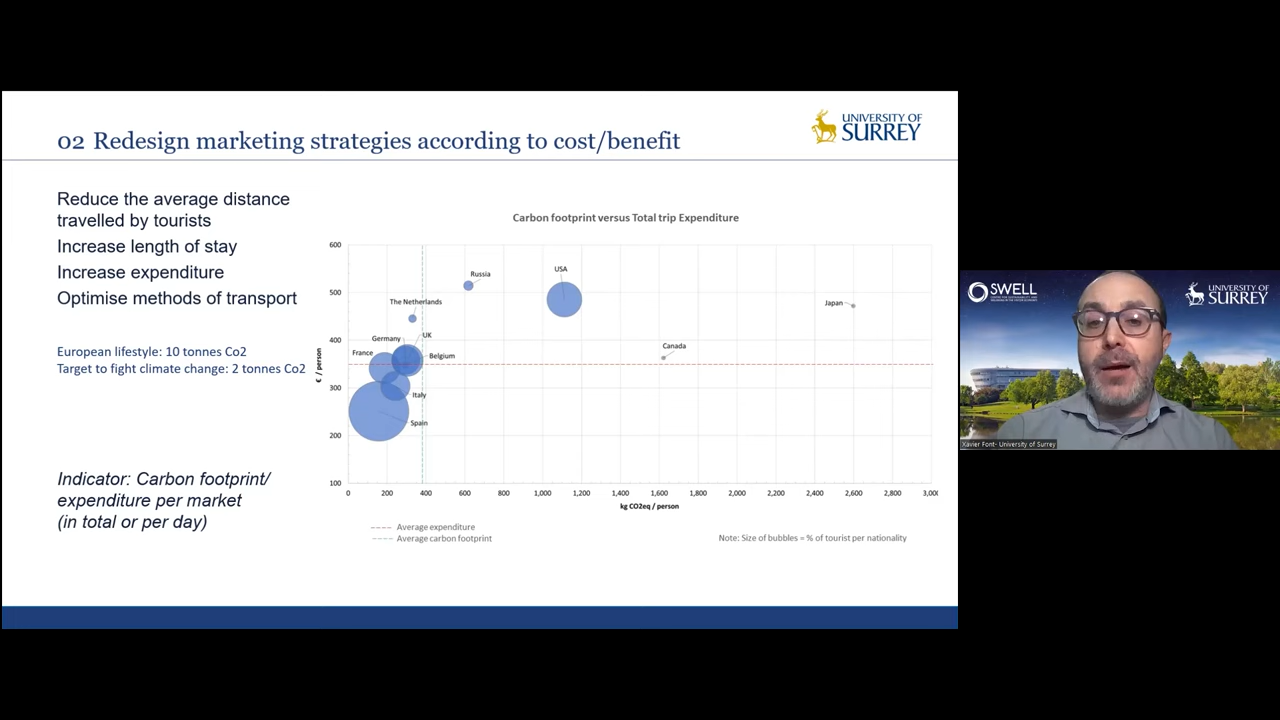 02 Redesign marketing strategies according to cost/benefit
UNIVERSITY OF
SURREY
Reduce the average distance
travelled by tourists
Increase length of stay
Increase expenditure
Optimise methods of transport
European lifestyle: 10 tonnes Co2
Target to fight climate change: 2 tonnes Co2
Indicator: Carbon footprint/
expenditure per market
(in total or per day)
Carbon footprint versus Total trip Expenditure
600
500
400
300
200
100
€ / person
Russia
USA
The Netherlands
Japan
Germany
UK
Canada
France
Belgium
Italy
Spain
0 200 400 600 800 1,000 1,200 1,400 1,600 1,800 2,000 2,200 2,400 2,600 2,800 3,00
kg CO2eq / person
Average expenditure
Average carbon footprint
Note: Size of bubbles = % of tourist per nationality
SWELL
UNIVERSITY OF
SURREY
Xavier Font- University of Surrey